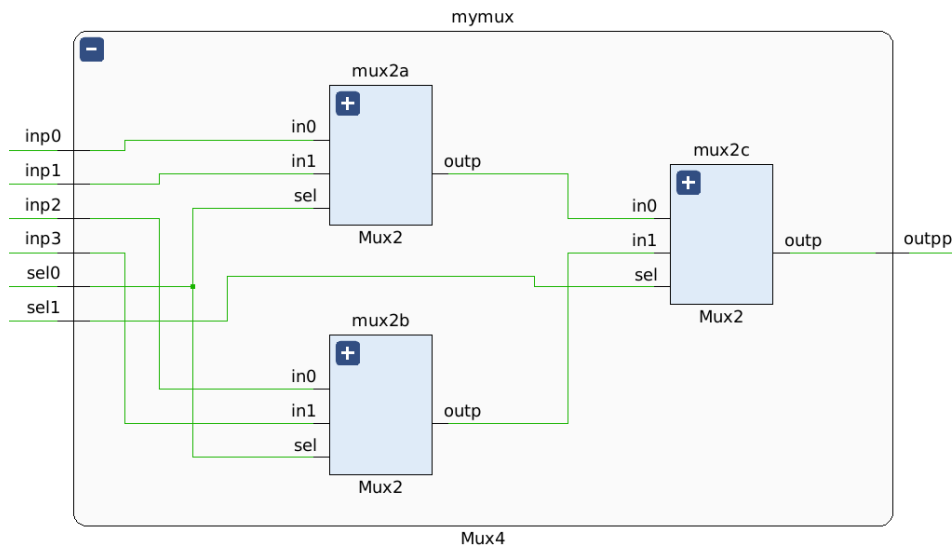 mymux
inp0
inp1
inp2
inp3
sel0
sel1
mux2a
in0
in1
sel
outp
Mux2
mux2b
in0
in1
sel
outp
Mux2
mux2c
in0
in1
sel
outp
Mux2
outpp
Mux4